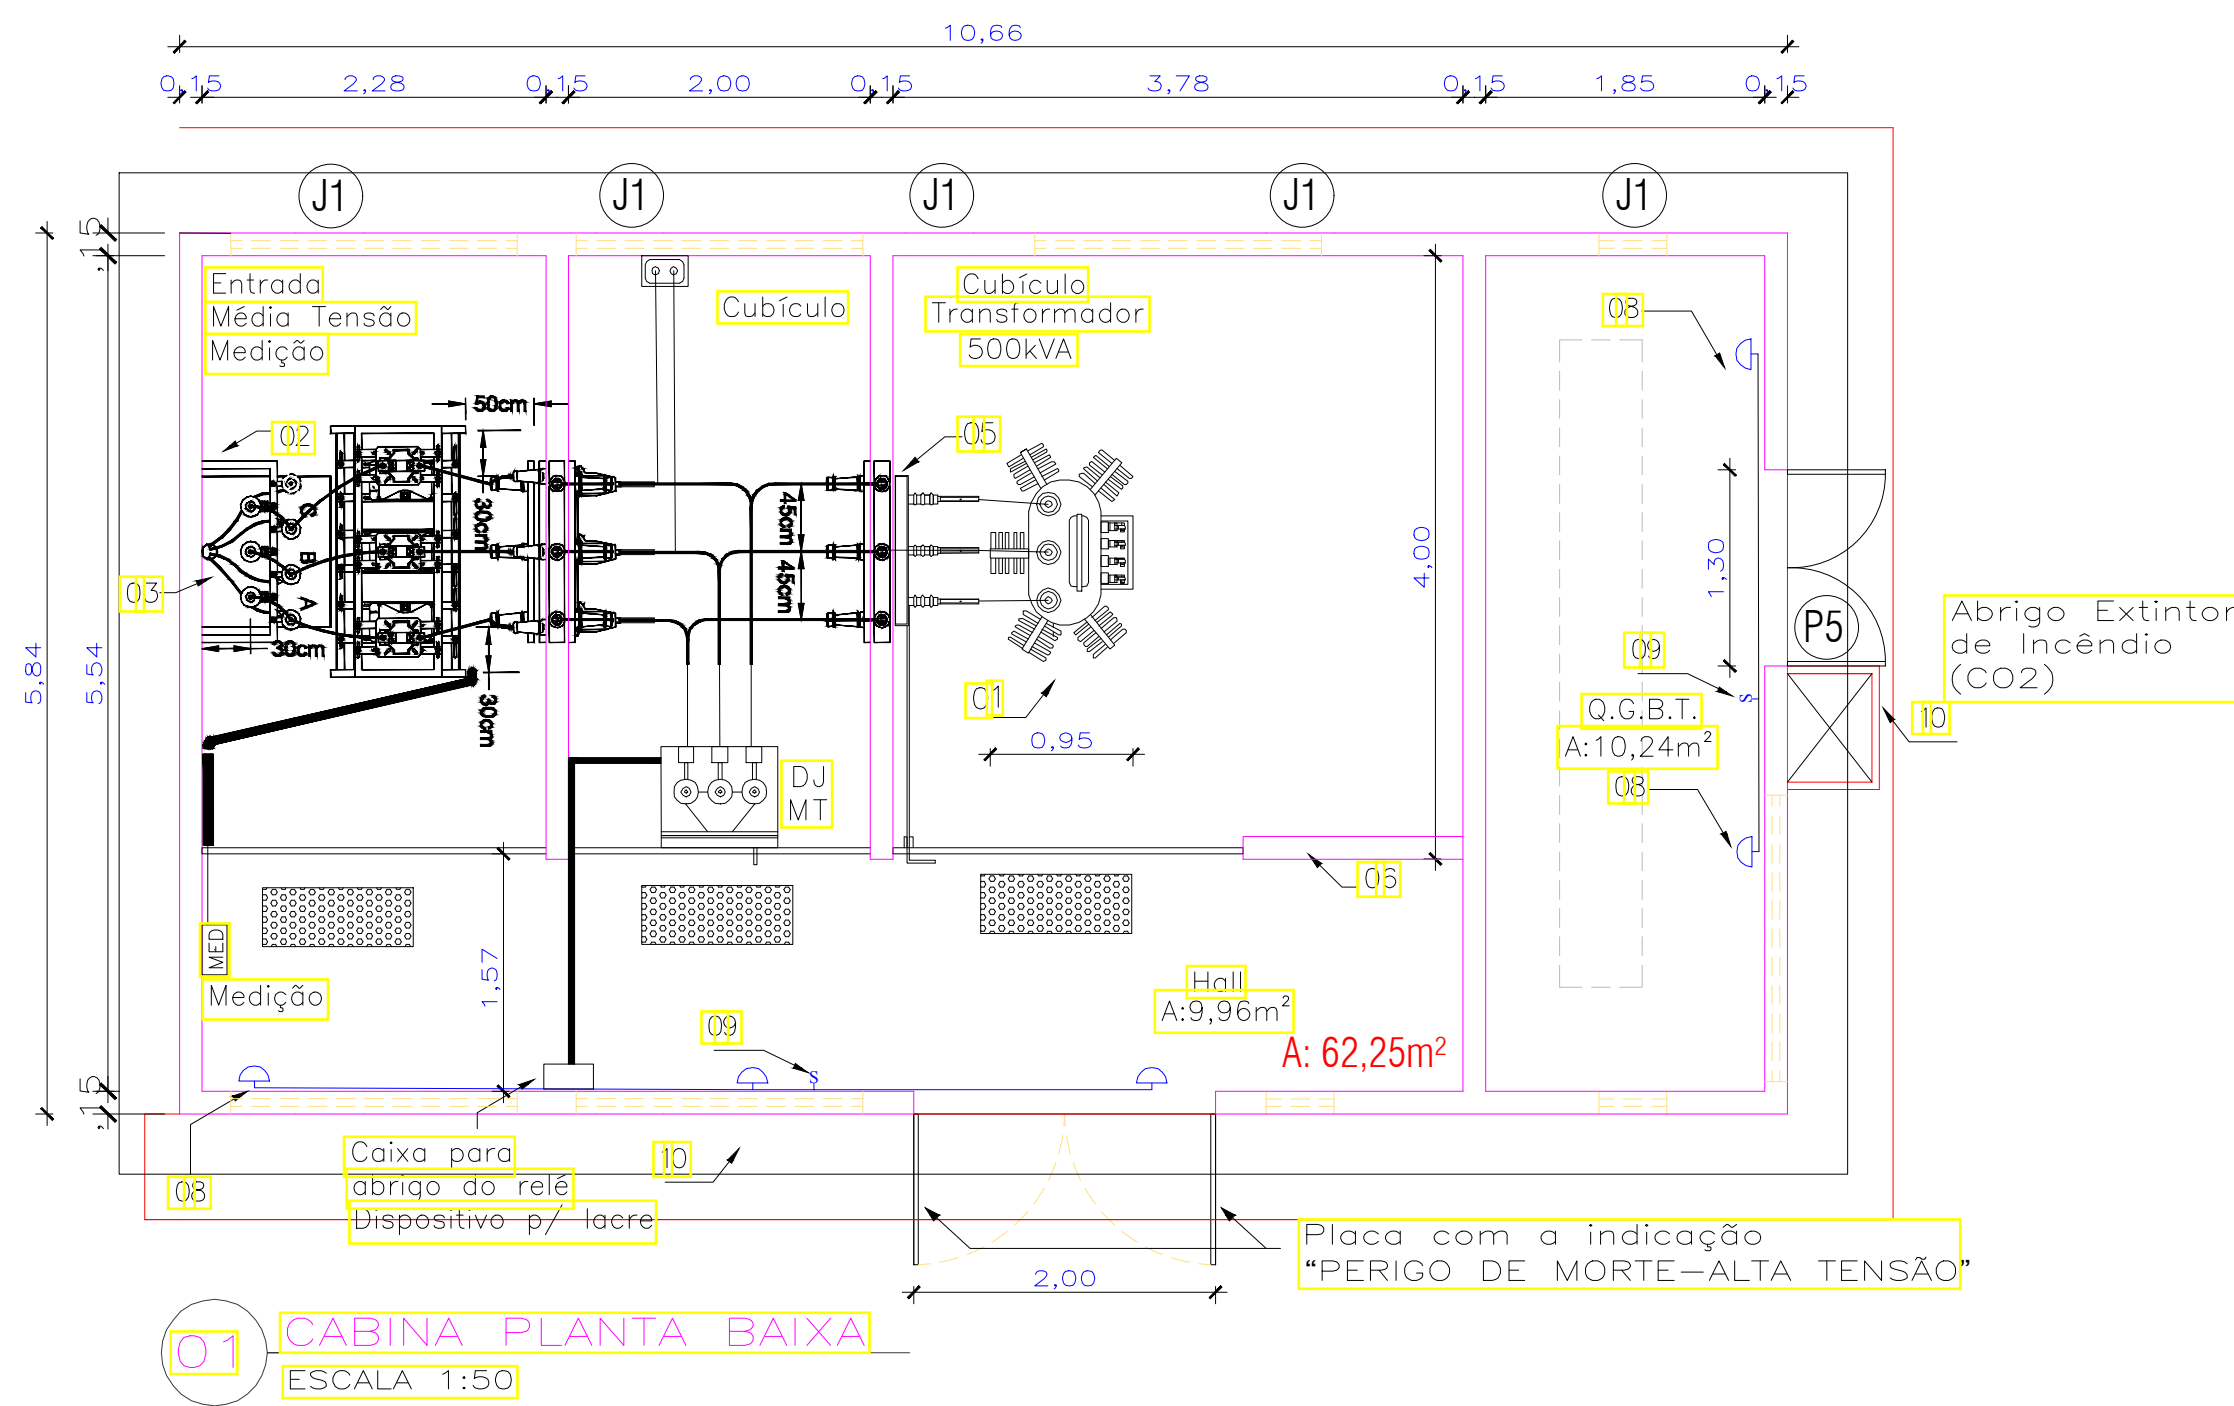 10,66
0,15 2,28 0,15 2,00 0,15 3,78 0,15 1,85 0,15
J1 J1 J1 J1 J1
,15
Entrada
Média Tensão
Medição
Cubículo
Cubículo
Transformador
500kVA
08
50cm
02
05
C
B
A
30cm
45cm
45cm
30cm
30cm
03
4,00
1,30
P5
Abrigo Extintor
de Incêndio
(CO2)
10
5,84
5,54
01
0,95
09
Q.G.B.T.
A:10,24m²
08
DJ
MT
06
MED
Medição
1,57
Hall
A:9,96m²
A: 62,25m²
09
S
S
,15
08
Caixa para
abrigo do relé
Dispositivo p/ lacre
10
Placa com a indicação
“PERIGO DE MORTE–ALTA TENSÃO”
2,00
01
CABINA PLANTA BAIXA
ESCALA 1:50